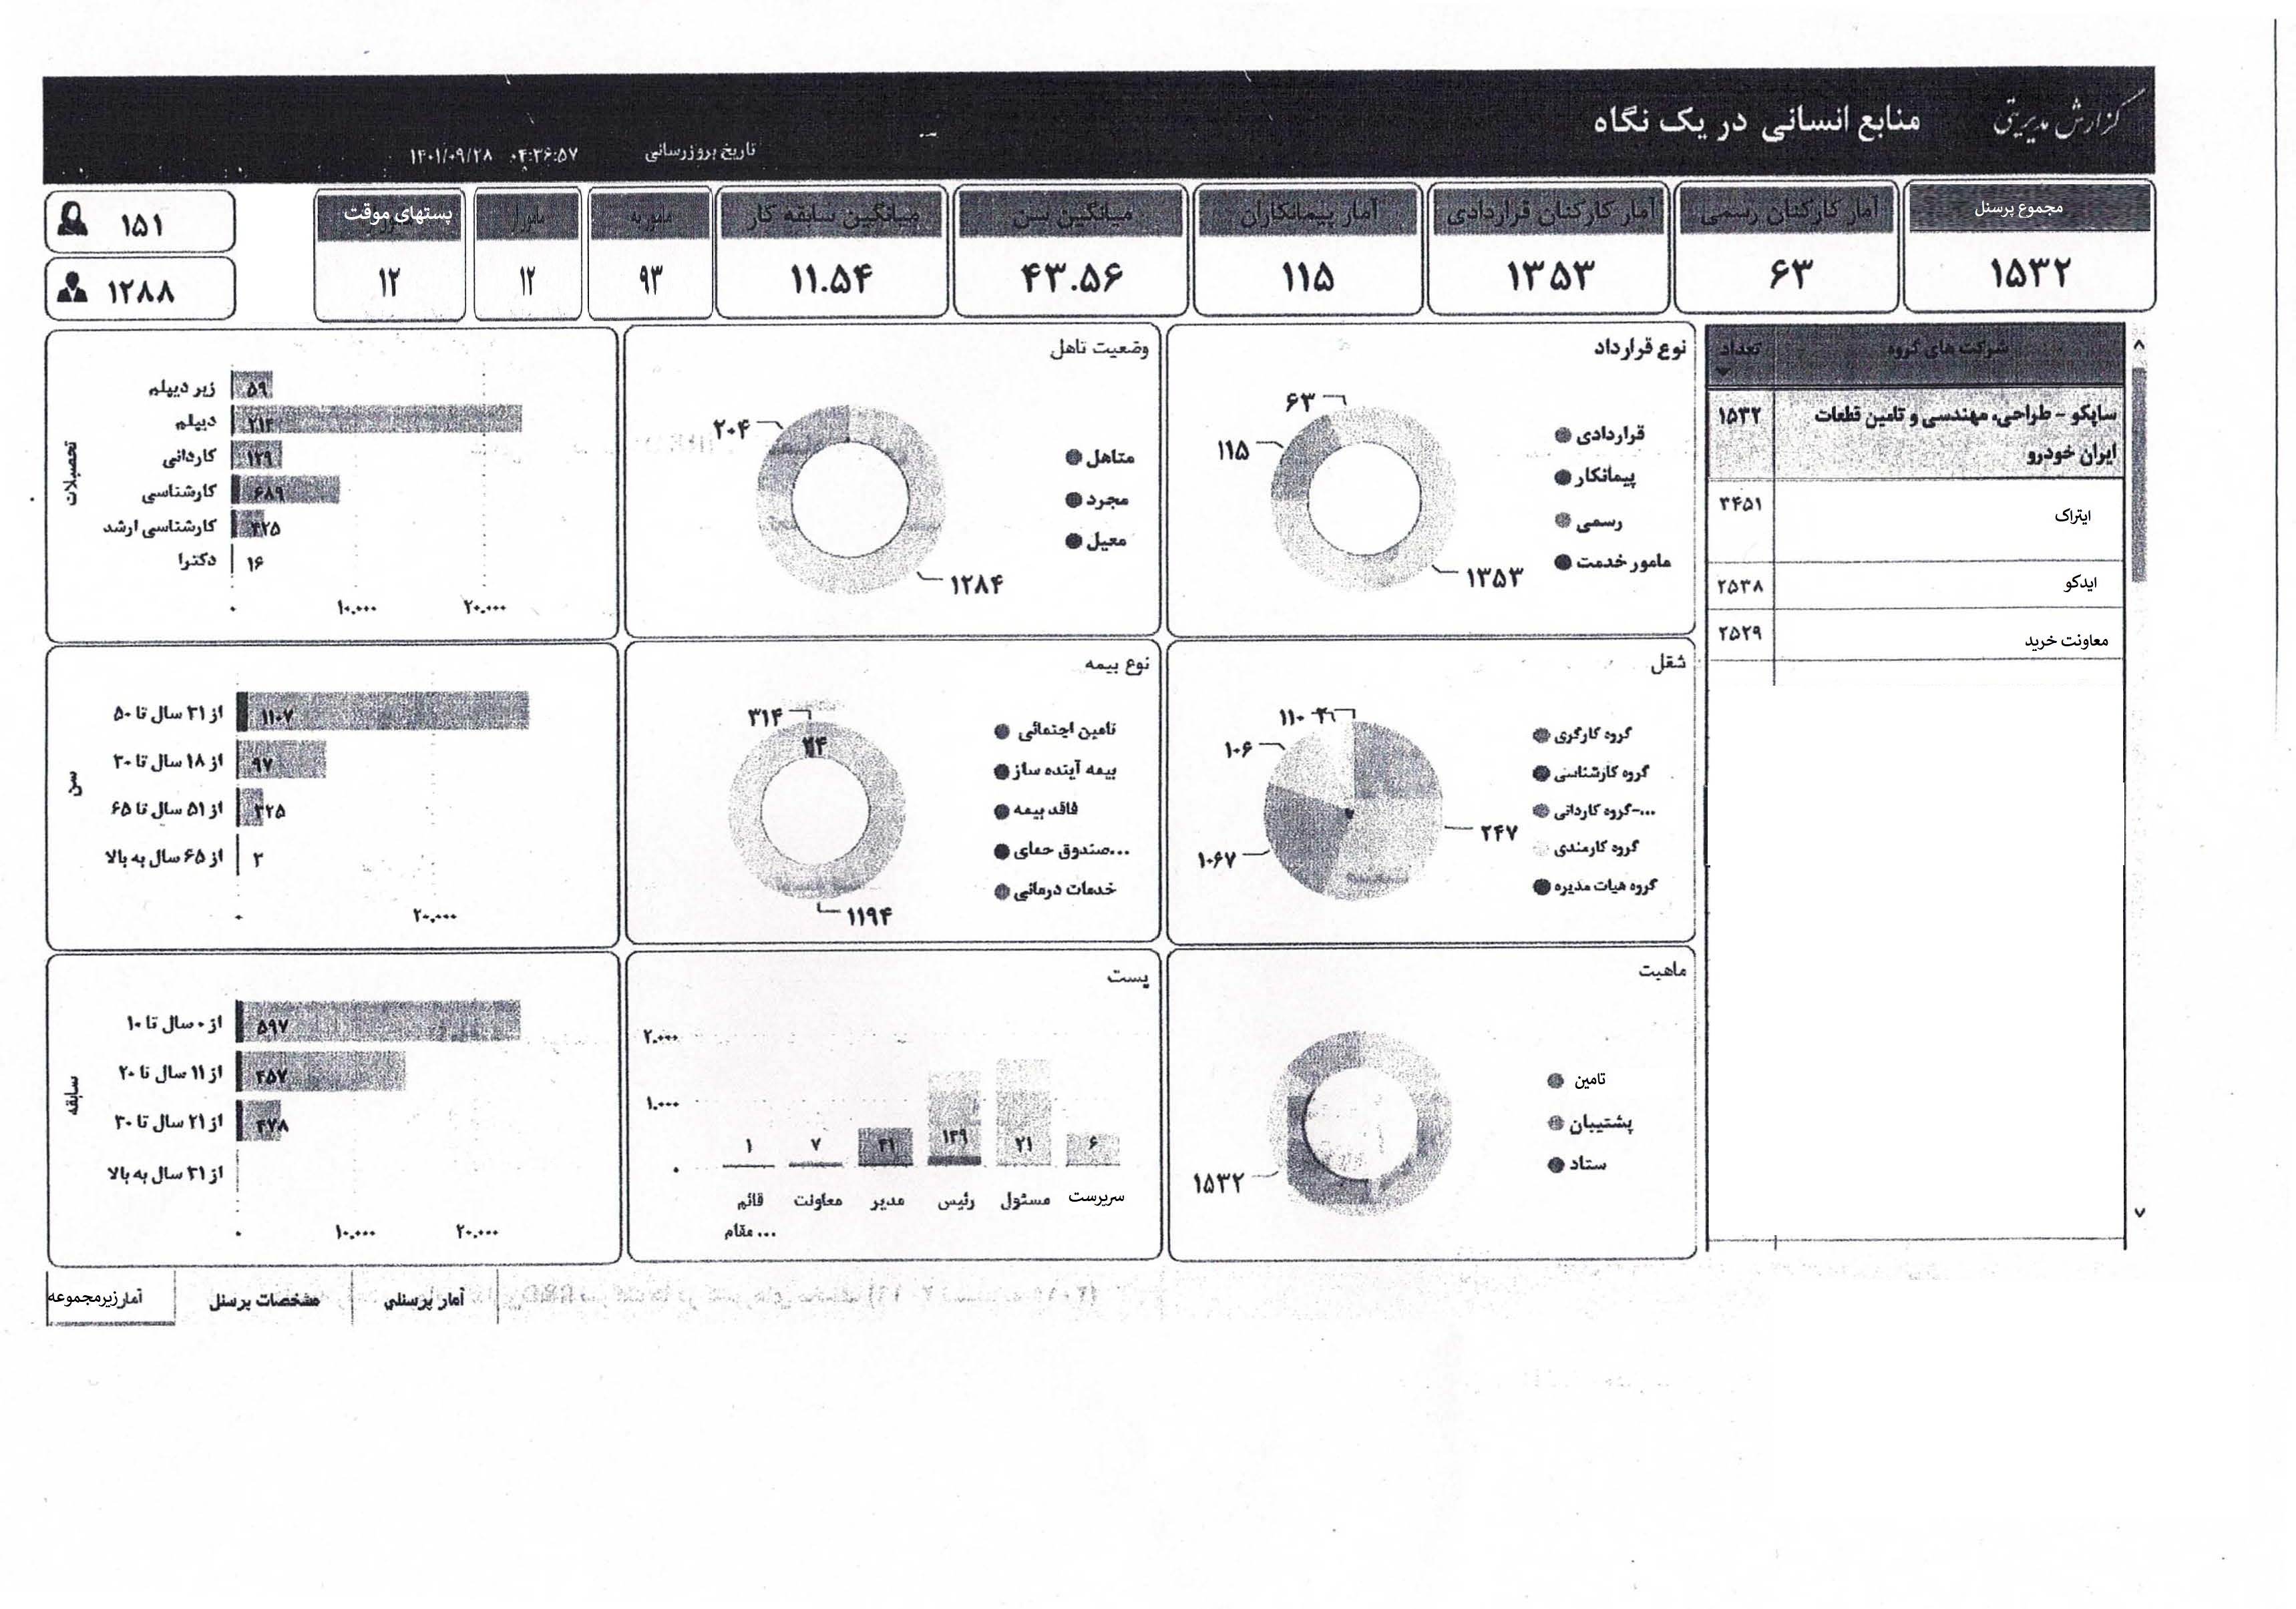 گزارش مدیریتی
منابع انسانی در یک نگاه
تاریخ بروزرسانی
۱۴۰۱/۰۹/۲۸ ۰۴:۳۶:۵۷
مجموع پرسنل
۱۵۳۲
آمار کارکنان رسمی
۶۳
آمار کارکنان قراردادی
۱۳۵۳
آمار پیمانکاران
۱۱۵
میانگین سن
۴۳.۵۶
میانگین سابقه کار
۱۱.۵۴
مامور به
۹۳
مامور از
۱۲
پستهای موقت
۱۲
۱۵۱
۱۲۸۸
شرکت های گروه
تعداد
ساپکو - طراحی، مهندسی و تامین قطعات
ایران خودرو
۱۵۳۲
ایتراک
۳۴۵۱
ایدکو
۲۵۳۸
معاونت خرید
۲۵۲۹
نوع قرارداد
قراردادی
پیمانکار
رسمی
مامور خدمت
۶۳
۱۱۵
۱۳۵۳
وضعیت تاهل
متاهل
مجرد
معیل
۲۰۴
۱۲۸۴
تحصیلات
زیر دیپلم
۵۹
دیپلم
۲۱۴
کاردانی
۱۲۹
کارشناسی
۶۸۹
کارشناسی ارشد
۴۲۵
دکترا
۱۶
۰
۱۰.۰۰۰
۲۰.۰۰۰
شغل
گروه کارگری
گروه کارشناسی
گروه کاردانی-...
گروه کارمندی
گروه هیات مدیره
۱۱۰
۱۰۶
۱۰۶۷
۲۴۷
نوع بیمه
تامین اجتماعی
بیمه آینده ساز
فاقد بیمه
صندوق حمای...
خدمات درمانی
۳۱۴
۲۴
۱۱۹۴
سن
از ۳۱ سال تا ۵۰
۱۱۰۷
از ۱۸ سال تا ۳۰
۹۷
از ۵۱ سال تا ۶۵
۳۲۵
از ۶۵ سال به بالا
۳
۰
۲۰.۰۰۰
ماهیت
تامین
پشتیبان
ستاد
۱۵۳۲
پست
۲.۰۰۰
۱.۰۰۰
۰
۱
۷
۴۱
۱۴۹
۲۱
۶
قائم
مقام ...
معاونت
مدیر
رئیس
مسئول
سرپرست
سابقه
از ۰ سال تا ۱۰
۵۹۷
از ۱۱ سال تا ۲۰
۴۵۷
از ۲۱ سال تا ۳۰
۴۷۸
از ۳۱ سال به بالا
۰
۱۰.۰۰۰
۲۰.۰۰۰
آمار پرسنلی
مشخصات پرسنل
آمار زیرمجموعه